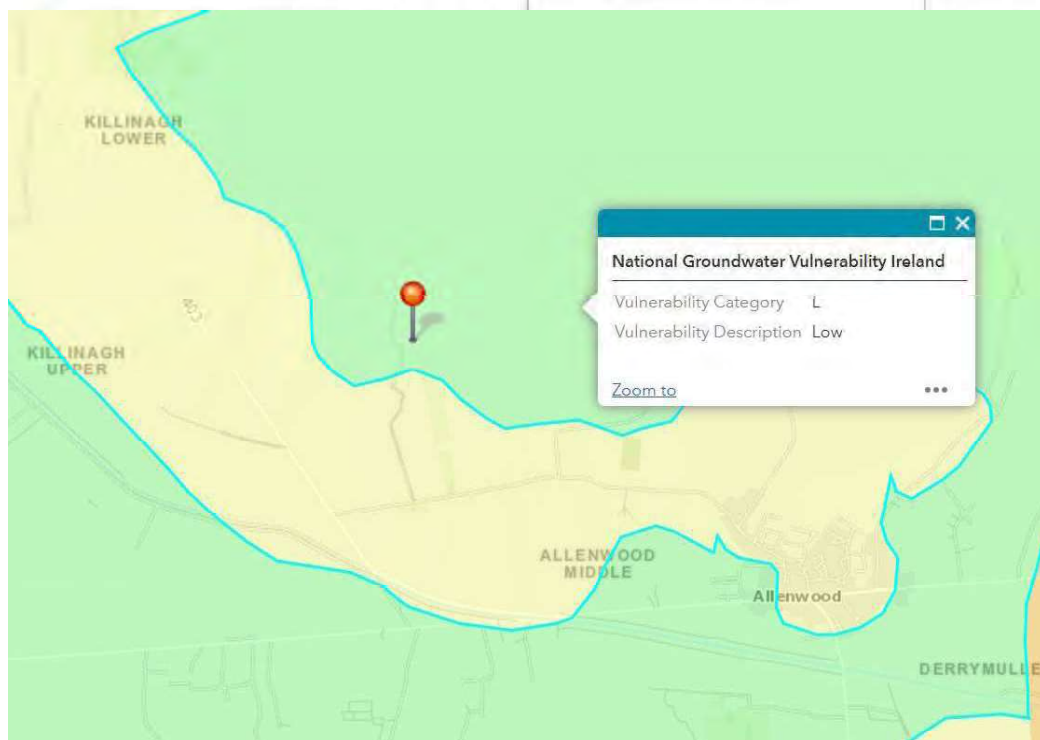 KILLINAGH
LOWER
National Groundwater Vulnerability Ireland
Vulnerability Category L
Vulnerability Description Low
Zoom to
403
KILLINAGH
UPPER
ALLENWOOD
MIDDLE
Allenwood
DERRYMULLE